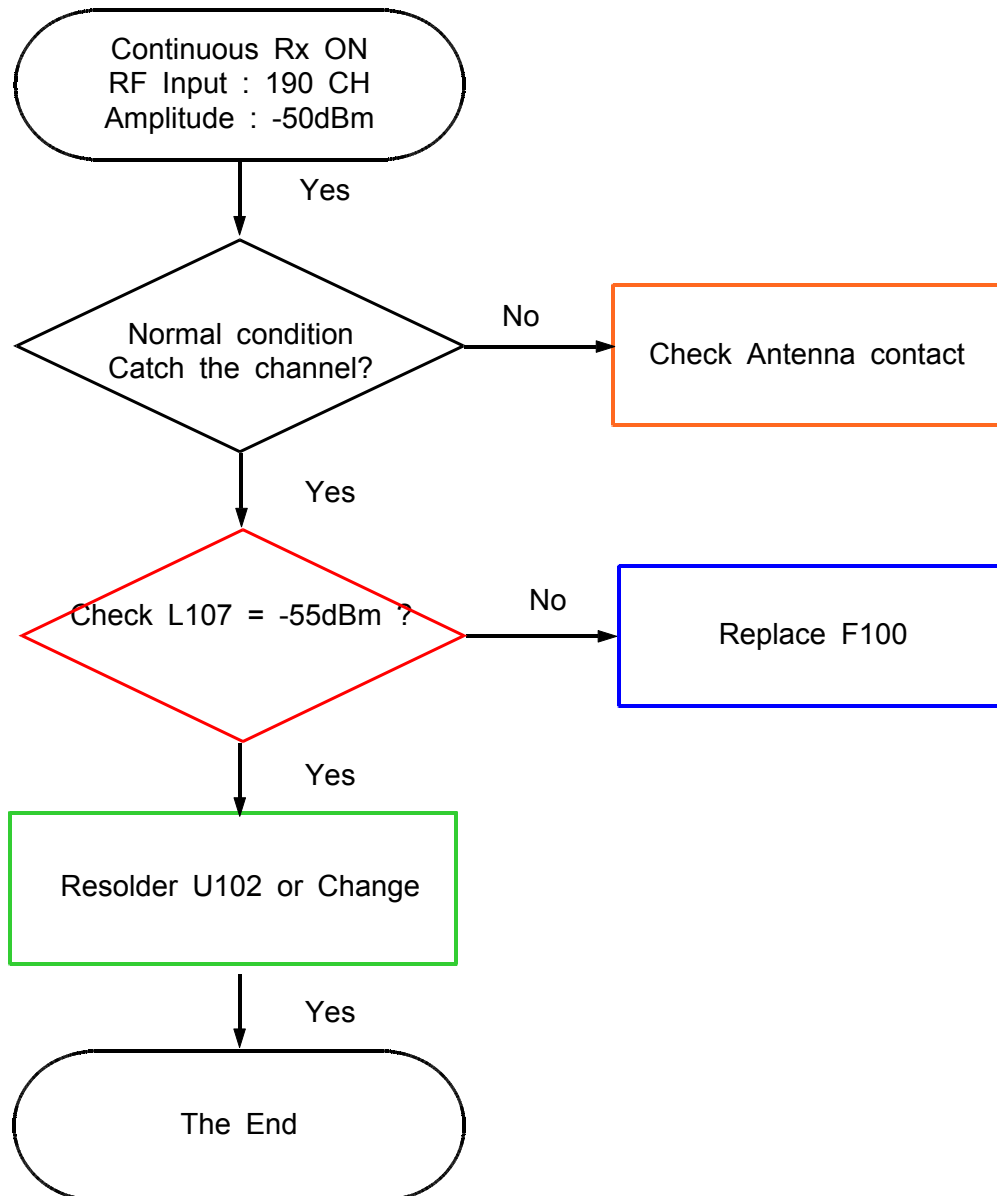 Continuous Rx ON
RF Input : 190 CH
Amplitude : -50dBm
Yes
Normal condition
Catch the channel?
No
Check Antenna contact
Yes
Check L107 = -55dBm ?
No
Replace F100
Yes
Resolder U102 or Change
Yes
The End